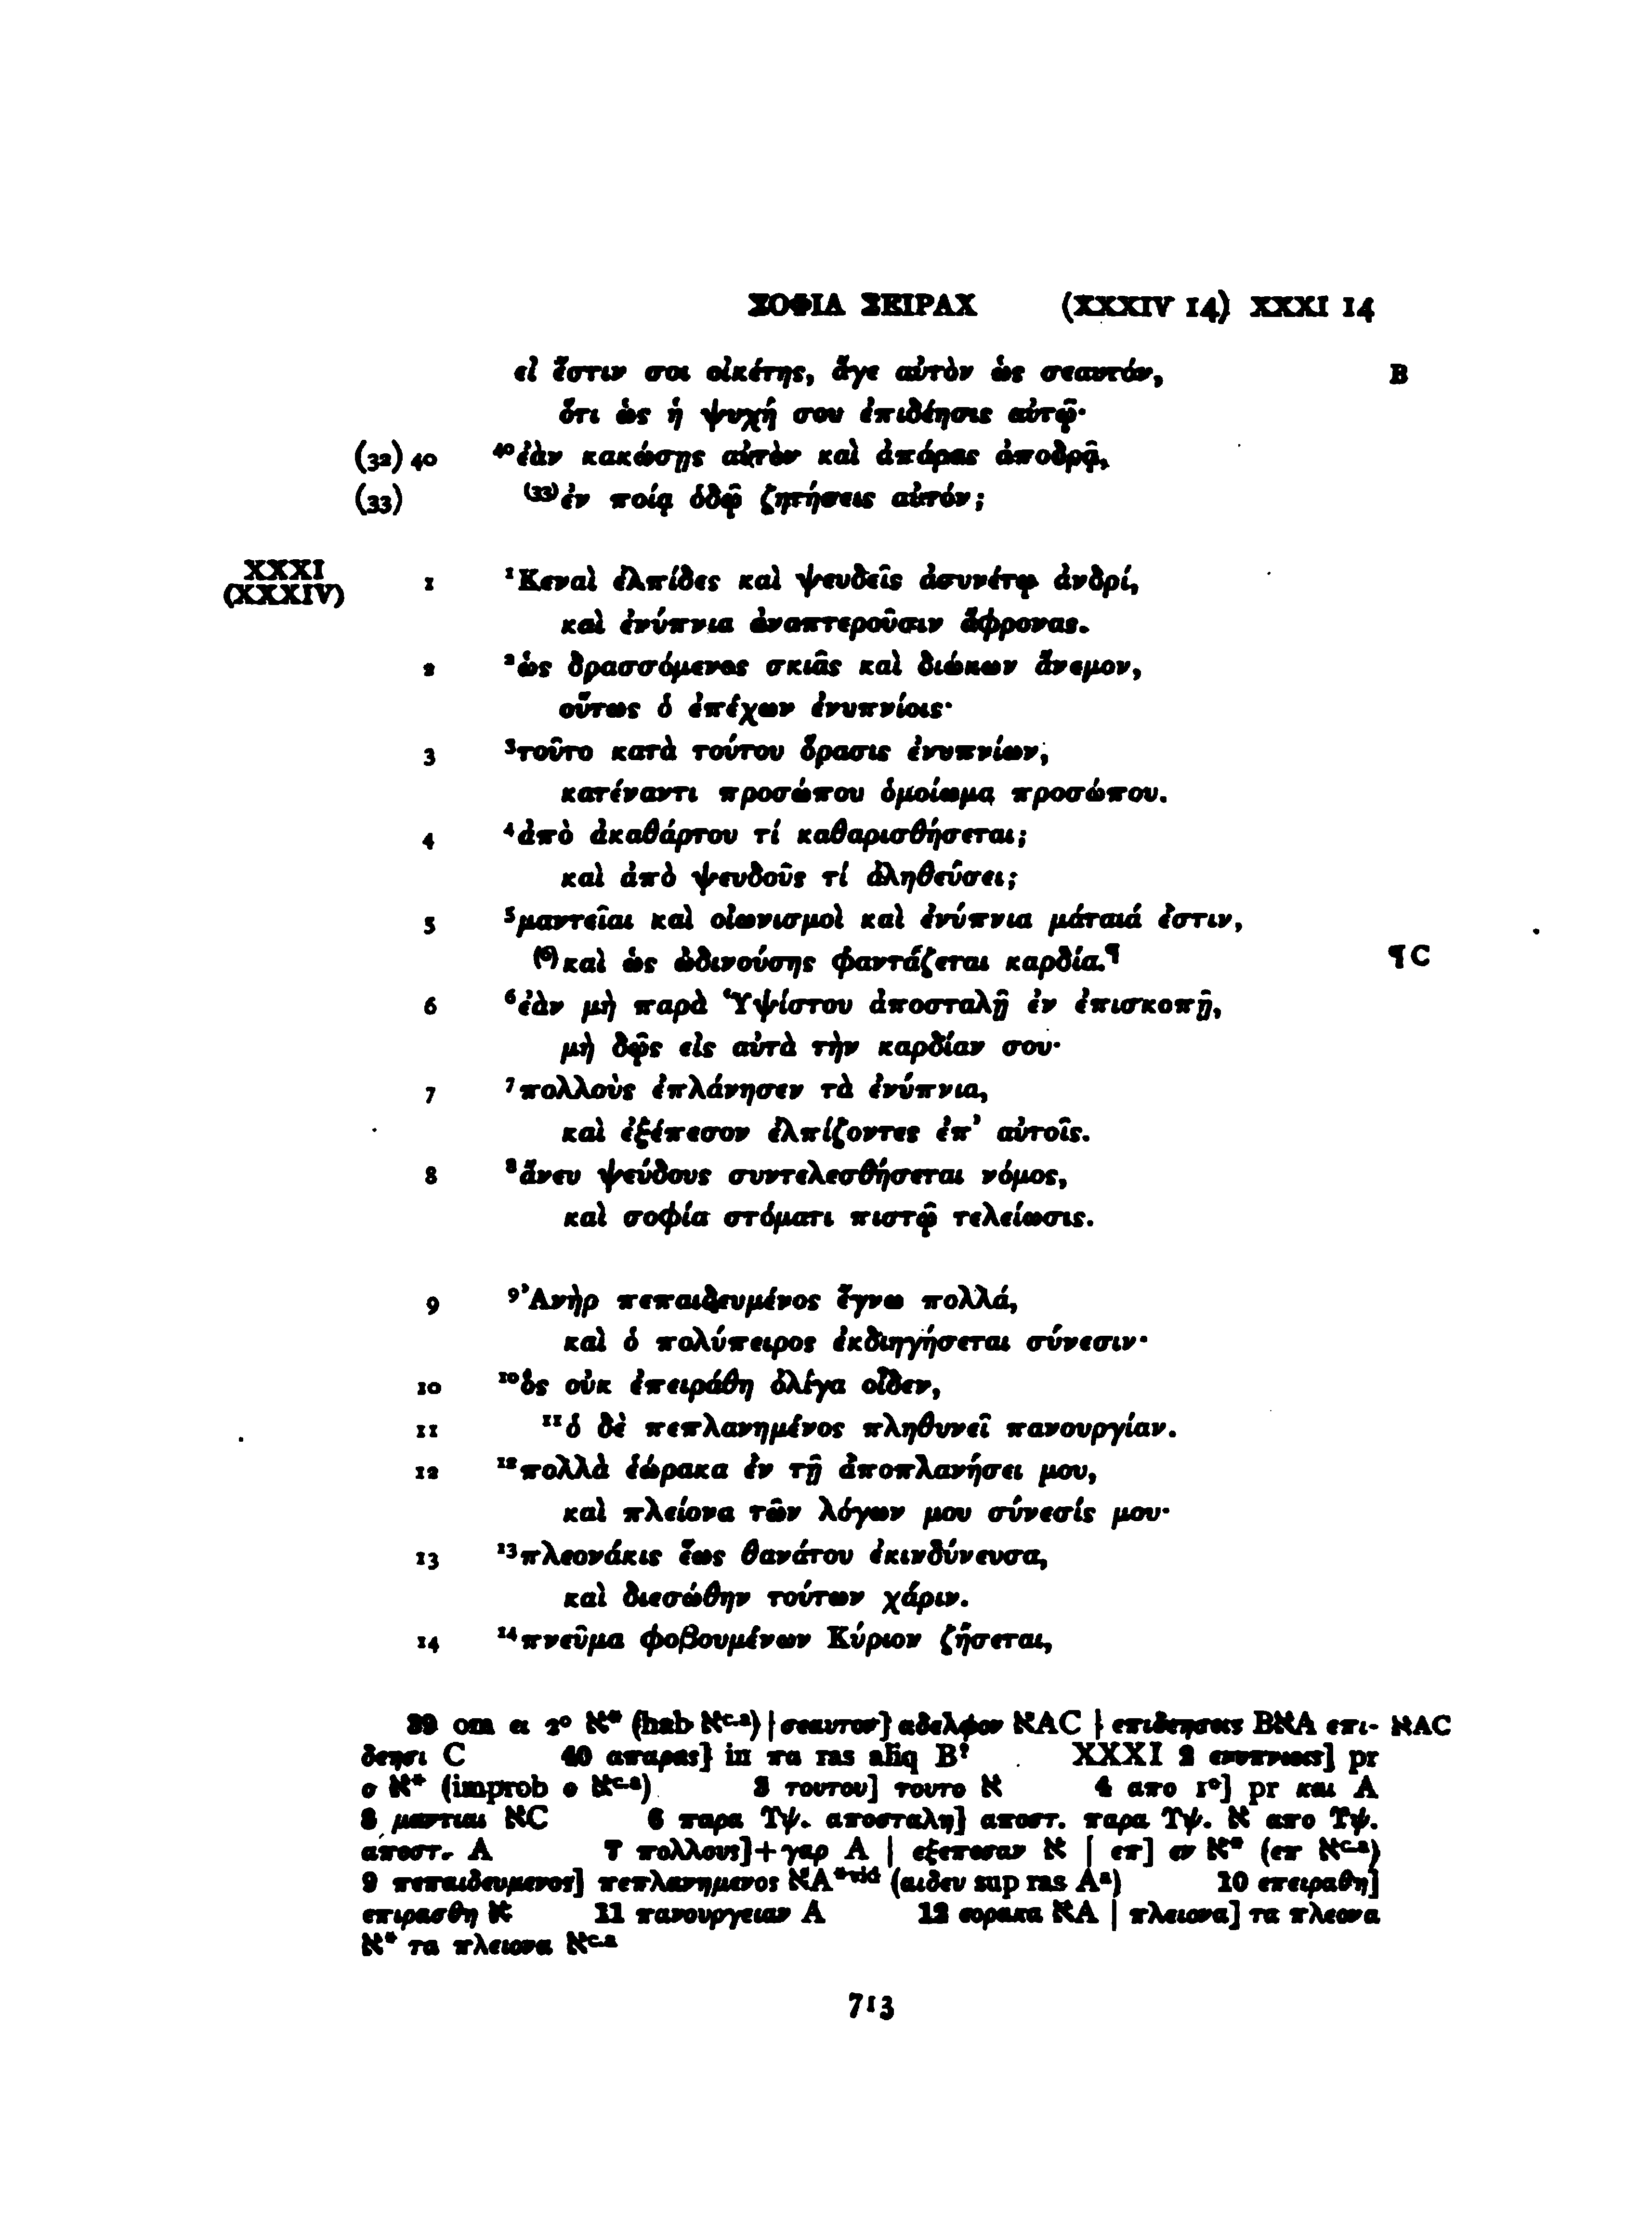 ΣΟΦΙΑ ΣΕΙΡΑΧ (XXXIV 14) XXXI 14
εἰ ἔστιν σοι οἰκέτης, ἄγε αὐτὸν ὡς σεαυτόν, B
ὅτι ὡς ἡ ψυχή σου ἐπιδέησις αὐτῷ·
(32) 40 ⁴⁰ἐὰν κακώσῃς αὐτὸν καὶ ἀπάρας ἀποδρᾷ,
(33) ⁽³³⁾ἐν ποίᾳ ὁδῷ ζητήσεις αὐτόν;
XXXI
(XXXIV) 1 ¹Κεναὶ ἐλπίδες καὶ ψευδεῖς ἀσυνέτῳ ἀνδρί,
καὶ ἐνύπνια ἀναπτεροῦσιν ἄφρονας.
2 ²ὡς δρασσόμενος σκιᾶς καὶ διώκων ἄνεμον,
οὕτως ὁ ἐπέχων ἐνυπνίοις·
3 ³τοῦτο κατὰ τούτου ὅρασις ἐνυπνίων,
κατέναντι προσώπου ὁμοίωμα προσώπου.
4 ⁴ἀπὸ ἀκαθάρτου τί καθαρισθήσεται;
καὶ ἀπὸ ψευδοῦς τί ἀληθεύσει;
5 ⁵μαντεῖαι καὶ οἰωνισμοὶ καὶ ἐνύπνια μάταιά ἐστιν,
⁽⁶⁾καὶ ὡς ὠδινούσης φαντάζεται καρδία.¶ ¶ C
6 ⁶ἐὰν μὴ παρὰ Ὑψίστου ἀποσταλῇ ἐν ἐπισκοπῇ,
μὴ δῷς εἰς αὐτὰ τὴν καρδίαν σου·
7 ⁷πολλοὺς ἐπλάνησεν τὰ ἐνύπνια,
καὶ ἐξέπεσον ἐλπίζοντες ἐπ’ αὐτοῖς.
8 ⁸ἄνευ ψεύδους συντελεσθήσεται νόμος,
καὶ σοφία στόματι πιστῷ τελείωσις.
9 ⁹Ἀνὴρ πεπαιδευμένος ἔγνω πολλά,
καὶ ὁ πολύπειρος ἐκδιηγήσεται σύνεσιν·
10 ¹⁰ὃς οὐκ ἐπειράθη ὀλίγα οἶδεν,
11 ¹¹ὁ δὲ πεπλανημένος πληθυνεῖ πανουργίαν.
12 ¹²πολλὰ ἑώρακα ἐν τῇ ἀποπλανήσει μου,
καὶ πλείονα τῶν λόγων μου σύνεσίς μου·
13 ¹³πλεονάκις ἕως θανάτου ἐκινδύνευσα,
καὶ διεσώθην τούτων χάριν.
14 ¹⁴πνεῦμα φοβουμένων Κύριον ζήσεται,
39 om ει 2° א* (hab אc.a) | σεαυτον] αδελφον אAC | επιδεησεις BאA επι- אAC
δεησι C 40 απαρας] in πα ras aliq B? XXXI 2 ενυπνιοις] pr
ο א* (improb ο אc.a) 3 τουτου] τουτο א 4 απο 1°] pr και A
5 μαντιαι אC 6 παρα Υψ. αποσταλη] αποστ. παρα Υψ. א απο Υψ.
αποστ. A 7 πολλους]+γαρ A | εξεπεσαν א | επ] εν א* (επ אc.a)
9 πεπαιδευμενος] πεπλανημενος אA*vid (αιδευ sup ras Aa) 10 επειραθη]
επιρασθη א 11 πανουργειαν A 12 εορακα אA | πλειονα] τα πλεονα
א* τα πλειονα אc.a
713